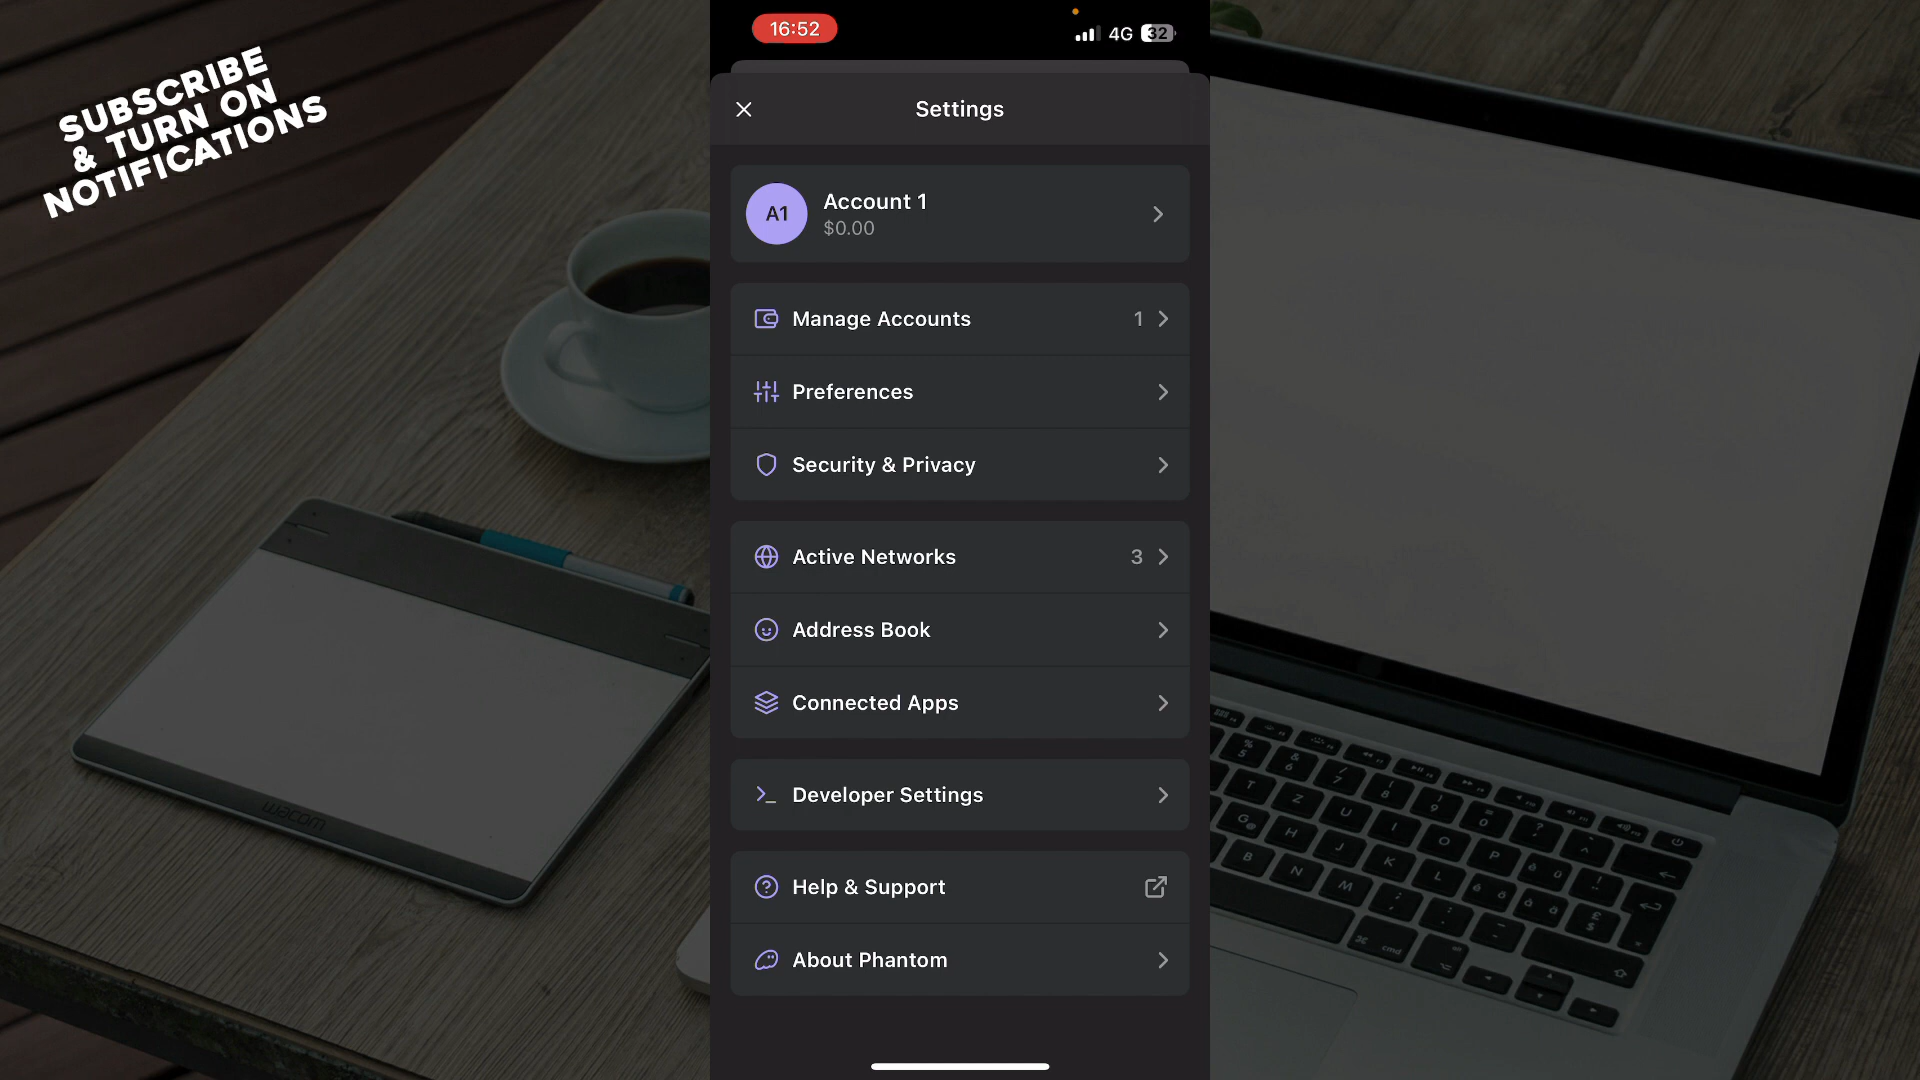 SUBSCRIBE
& TURN ON
NOTIFICATIONS
16:52
4G
32
Settings
A1
Account 1
$0.00
Manage Accounts
1
Preferences
Security & Privacy
Active Networks
3
Address Book
Connected Apps
Developer Settings
Help & Support
About Phantom
wacom